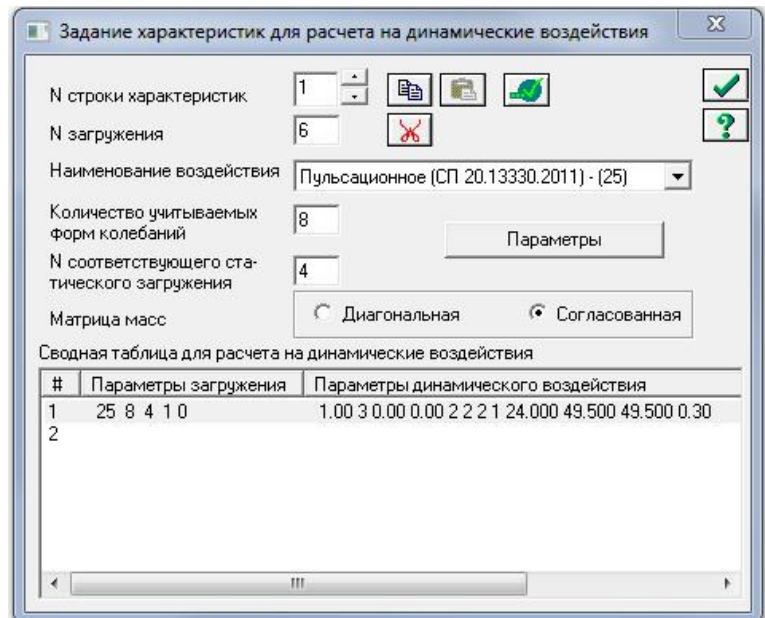 Задание характеристик для расчета на динамические воздействия
N строки характеристик 1
N загружения 6
Наименование воздействия Пульсационное (СП 20.13330.2011) - (25)
Количество учитываемых
форм колебаний 8
Параметры
N соответствующего ста-
тического загружения 4
Матрица масс Диагональная Согласованная
Сводная таблица для расчета на динамические воздействия
# Параметры загружения Параметры динамического воздействия
1 25 8 4 1 0 1.00 3 0.00 0.00 2 2 2 1 24.000 49.500 49.500 0.30
2